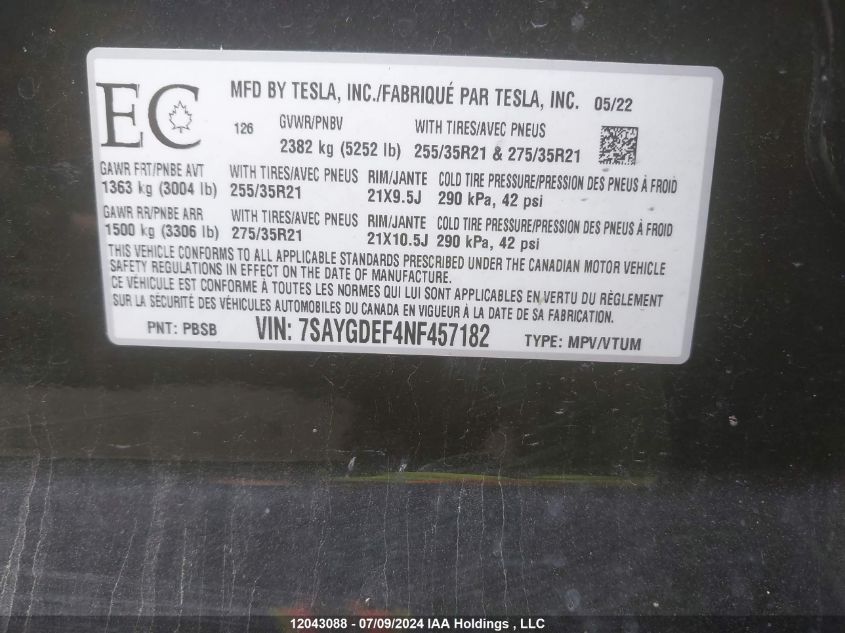 EC
MFD BY TESLA, INC./FABRIQUÉ PAR TESLA, INC. 05/22
126 GVWR/PNBV WITH TIRES/AVEC PNEUS
2382 kg (5252 lb) 255/35R21 & 275/35R21
GAWR FRT/PNBE AVT WITH TIRES/AVEC PNEUS RIM/JANTE COLD TIRE PRESSURE/PRESSION DES PNEUS À FROID
1363 kg (3004 lb) 255/35R21 21X9.5J 290 kPa, 42 psi
GAWR RR/PNBE ARR WITH TIRES/AVEC PNEUS RIM/JANTE COLD TIRE PRESSURE/PRESSION DES PNEUS À FROID
1500 kg (3306 lb) 275/35R21 21X10.5J 290 kPa, 42 psi
THIS VEHICLE CONFORMS TO ALL APPLICABLE STANDARDS PRESCRIBED UNDER THE CANADIAN MOTOR VEHICLE
SAFETY REGULATIONS IN EFFECT ON THE DATE OF MANUFACTURE.
CE VÉHICULE EST CONFORME À TOUTES LES NORMES QUI LUI SONT APPLICABLES EN VERTU DU RÈGLEMENT
SUR LA SÉCURITÉ DES VÉHICULES AUTOMOBILES DU CANADA EN VIGUEUR À LA DATE DE SA FABRICATION.
PNT: PBSB VIN: 7SAYGDEF4NF457182 TYPE: MPV/VTUM
12043088 - 07/09/2024 IAA Holdings , LLC